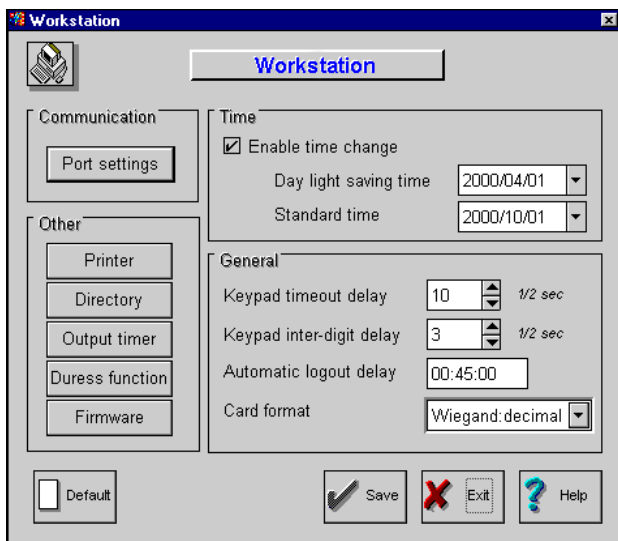 Workstation
Workstation
Communication
Port settings
Time
Enable time change
Day light saving time 2000/04/01
Standard time 2000/10/01
Other
Printer
Directory
Output timer
Duress function
Firmware
General
Keypad timeout delay 10 1/2 sec
Keypad inter-digit delay 3 1/2 sec
Automatic logout delay 00:45:00
Card format Wiegand:decimal
Default Save Exit Help